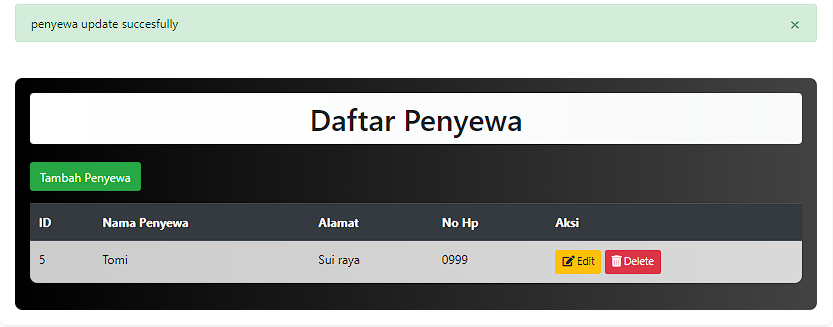 penyewa update succesfully ×
Daftar Penyewa
Tambah Penyewa
ID Nama Penyewa Alamat No Hp Aksi
5 Tomi Sui raya 0999 Edit Delete